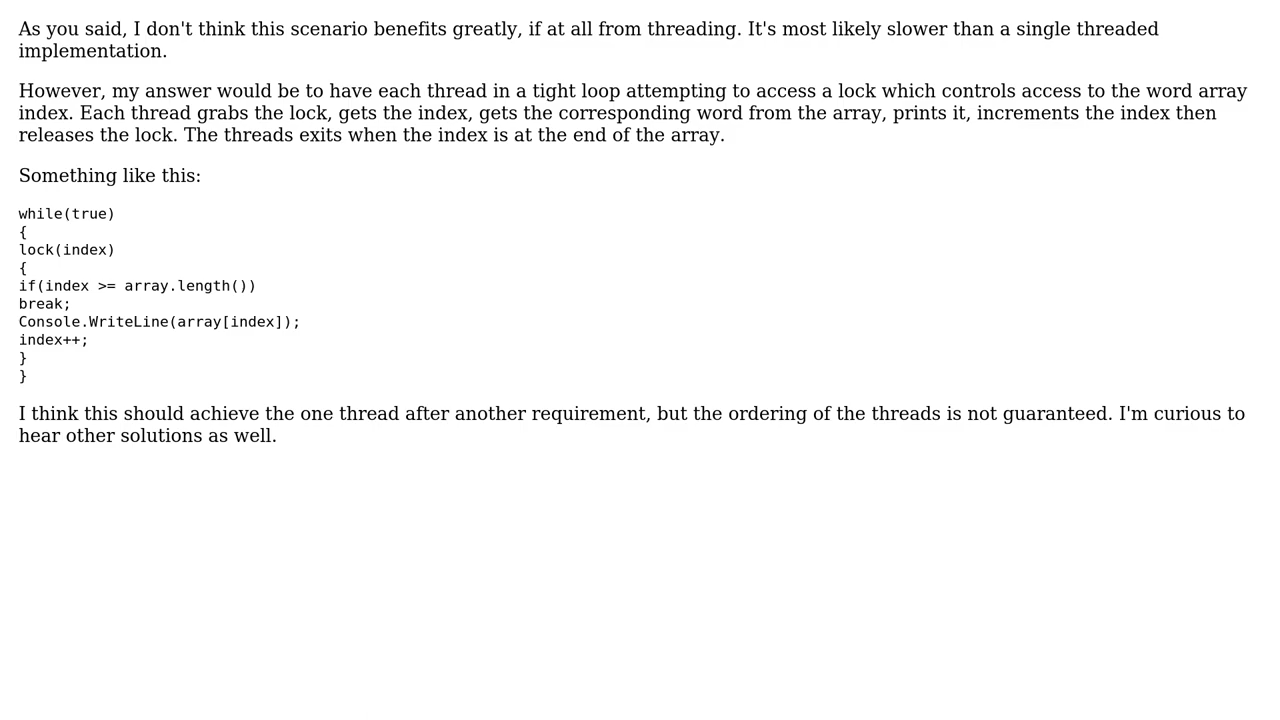 As you said, I don't think this scenario benefits greatly, if at all from threading. It's most likely slower than a single threaded
implementation.
However, my answer would be to have each thread in a tight loop attempting to access a lock which controls access to the word array
index. Each thread grabs the lock, gets the index, gets the corresponding word from the array, prints it, increments the index then
releases the lock. The threads exits when the index is at the end of the array.
Something like this:
while(true)
{
lock(index)
{
if(index >= array.length())
break;
Console.WriteLine(array[index]);
index++;
}
}
I think this should achieve the one thread after another requirement, but the ordering of the threads is not guaranteed. I'm curious to
hear other solutions as well.